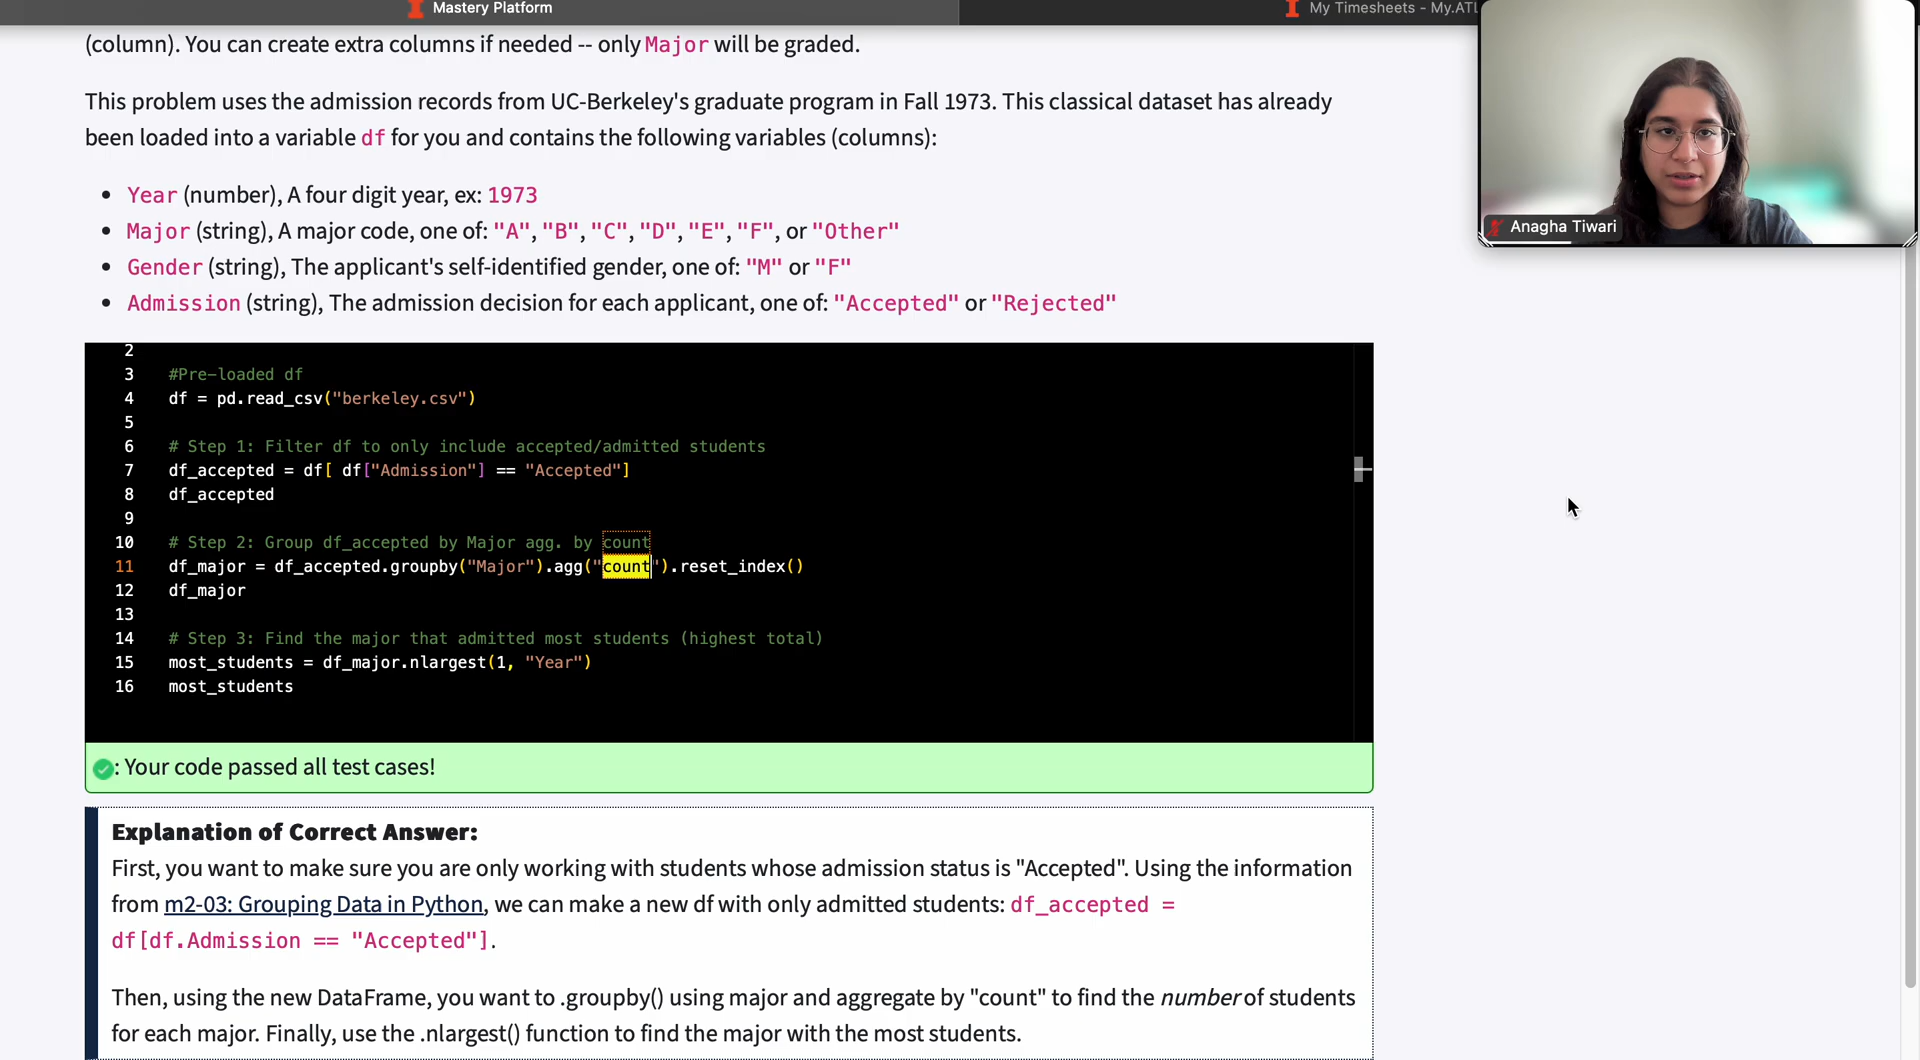 Mastery Platform
My Timesheets - My.ATL
(column). You can create extra columns if needed -- only Major will be graded.
This problem uses the admission records from UC-Berkeley's graduate program in Fall 1973. This classical dataset has already
been loaded into a variable df for you and contains the following variables (columns):
Year (number), A four digit year, ex: 1973
Major (string), A major code, one of: "A", "B", "C", "D", "E", "F", or "Other"
Gender (string), The applicant's self-identified gender, one of: "M" or "F"
Admission (string), The admission decision for each applicant, one of: "Accepted" or "Rejected"
Anagha Tiwari
2
3 #Pre-loaded df
4 df = pd.read_csv("berkeley.csv")
5
6 # Step 1: Filter df to only include accepted/admitted students
7 df_accepted = df[ df["Admission"] == "Accepted"]
8 df_accepted
9
10 # Step 2: Group df_accepted by Major agg. by count
11 df_major = df_accepted.groupby("Major").agg("count").reset_index()
12 df_major
13
14 # Step 3: Find the major that admitted most students (highest total)
15 most_students = df_major.nlargest(1, "Year")
16 most_students
: Your code passed all test cases!
Explanation of Correct Answer:
First, you want to make sure you are only working with students whose admission status is "Accepted". Using the information
from m2-03: Grouping Data in Python, we can make a new df with only admitted students: df_accepted =
df[df.Admission == "Accepted"].
Then, using the new DataFrame, you want to .groupby() using major and aggregate by "count" to find the number of students
for each major. Finally, use the .nlargest() function to find the major with the most students.